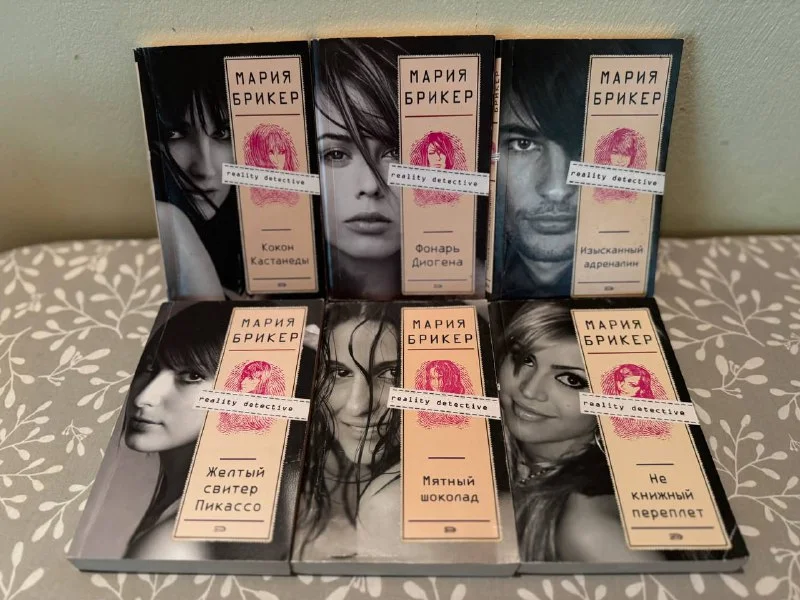 МАРИЯ
БРИКЕР
reality detective
Кокон
Кастанеды
МАРИЯ
БРИКЕР
reality detective
Фонарь
Диогена
БРИКЕР
МАРИЯ
БРИКЕР
reality detective
Изысканный
адреналин
МАРИЯ
БРИКЕР
reality detective
Желтый
свитер
Пикассо
МАРИЯ
БРИКЕР
reality detective
Мятный
шоколад
МАРИЯ
БРИКЕР
reality detective
Не
книжный
переплет